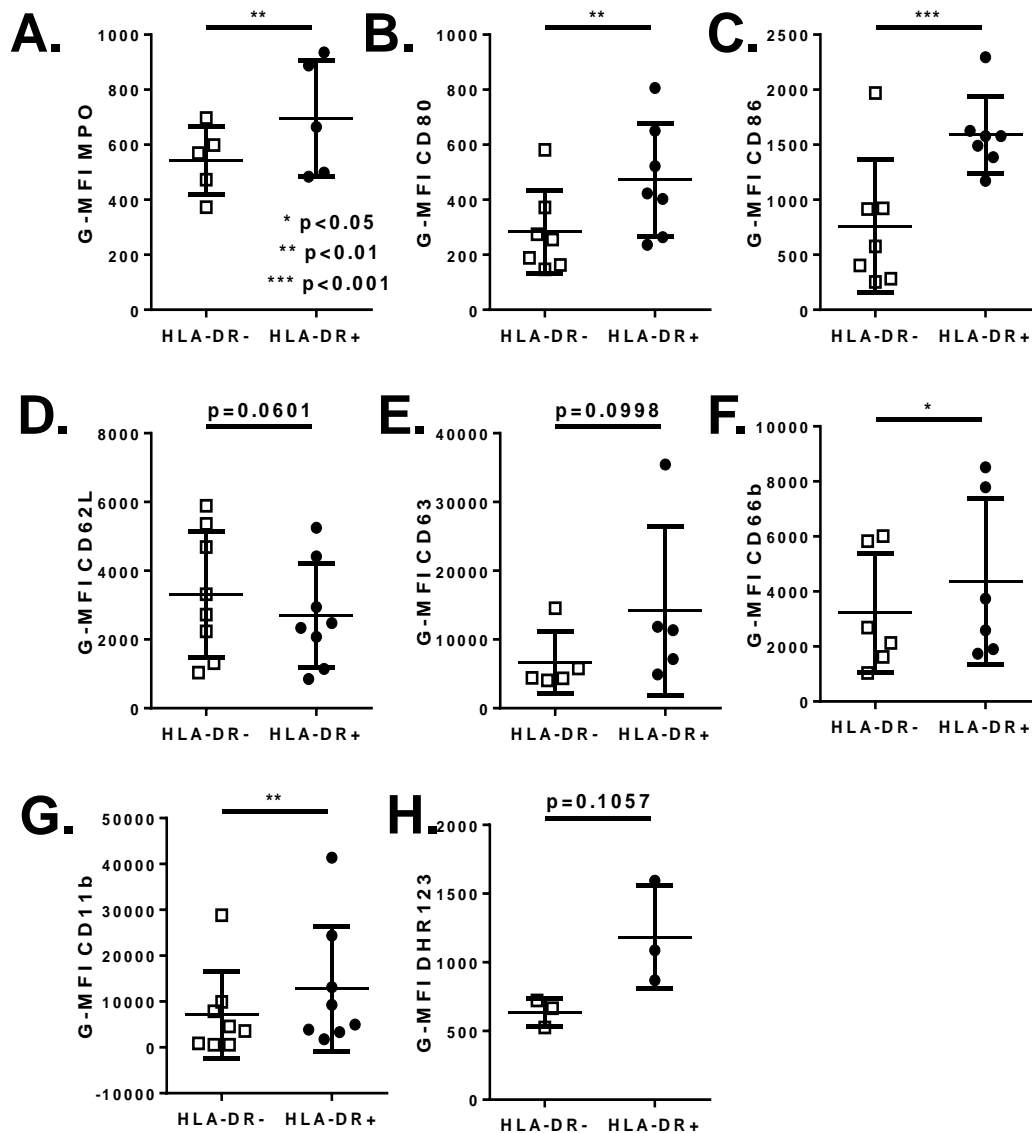 A.
**
G-MFI MPO
1000
800
600
400
200
0
* p<0.05
** p<0.01
*** p<0.001
HLA-DR- HLA-DR+
B.
**
G-MFI CD80
1000
800
600
400
200
0
HLA-DR- HLA-DR+
C.
***
G-MFI CD86
2500
2000
1500
1000
500
0
HLA-DR- HLA-DR+
D.
p=0.0601
G-MFI CD62L
8000
6000
4000
2000
0
HLA-DR- HLA-DR+
E.
p=0.0998
G-MFI CD63
40000
30000
20000
10000
0
HLA-DR- HLA-DR+
F.
*
G-MFI CD66b
10000
8000
6000
4000
2000
0
HLA-DR- HLA-DR+
G.
**
G-MFI CD11b
50000
40000
30000
20000
10000
0
-10000
HLA-DR- HLA-DR+
H.
p=0.1057
G-MFI DHR123
2000
1500
1000
500
0
HLA-DR- HLA-DR+